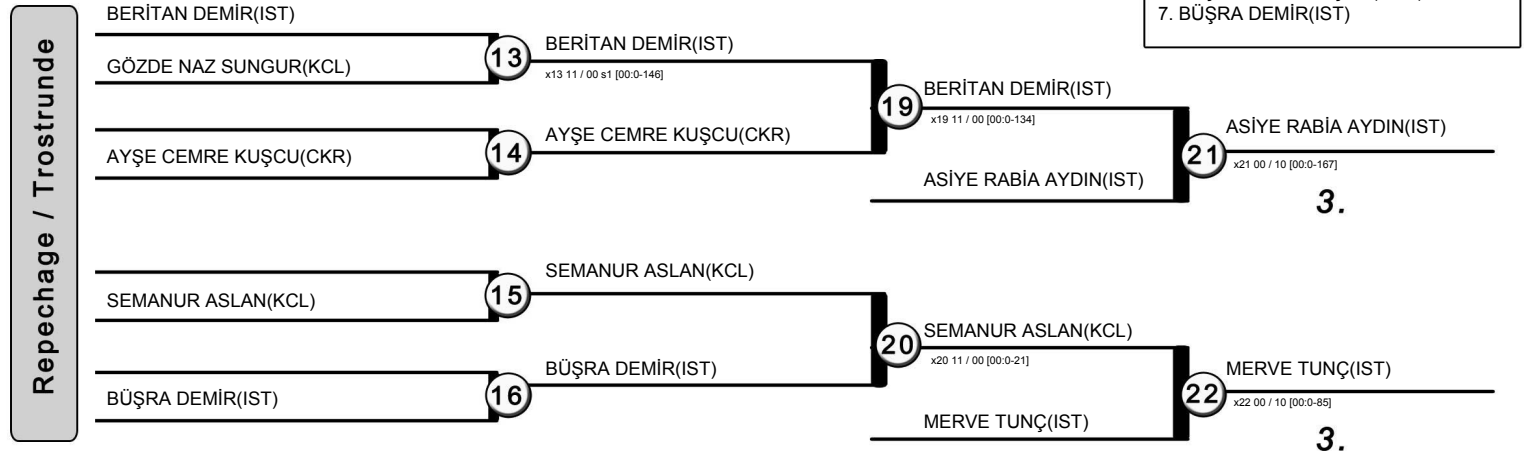 7. BÜŞRA DEMİR(IST)
Repechage / Trostrunde
BERİTAN DEMİR(IST)
GÖZDE NAZ SUNGUR(KCL)
13
BERİTAN DEMİR(IST)
x13 11 / 00 s1 [00:0-146]
AYŞE CEMRE KUŞCU(CKR)
14
AYŞE CEMRE KUŞCU(CKR)
19
BERİTAN DEMİR(IST)
x19 11 / 00 [00:0-134]
ASİYE RABİA AYDIN(IST)
21
ASİYE RABİA AYDIN(IST)
x21 00 / 10 [00:0-167]
3.
SEMANUR ASLAN(KCL)
15
SEMANUR ASLAN(KCL)
BÜŞRA DEMİR(IST)
16
BÜŞRA DEMİR(IST)
20
SEMANUR ASLAN(KCL)
x20 11 / 00 [00:0-21]
MERVE TUNÇ(IST)
22
MERVE TUNÇ(IST)
x22 00 / 10 [00:0-85]
3.